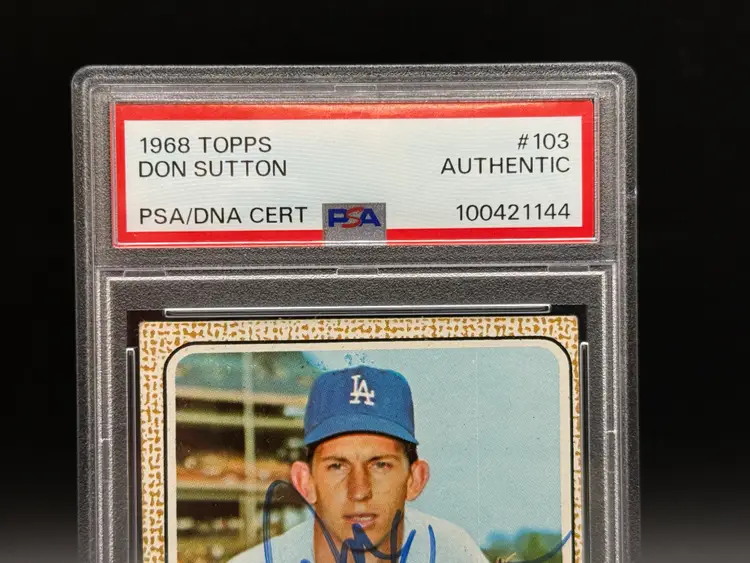 1968 TOPPS #103
DON SUTTON AUTHENTIC
PSA/DNA CERT PSA 100421144
LA